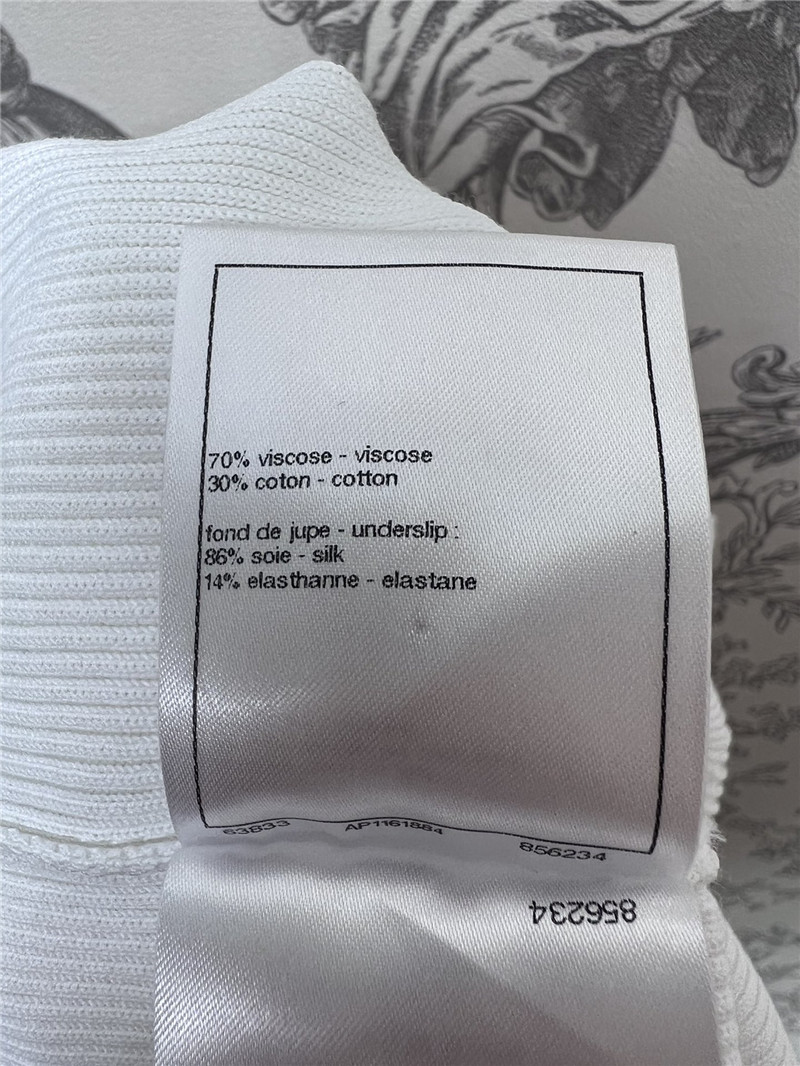 70% viscose - viscose
30% coton - cotton
fond de jupe - underslip :
86% soie - silk
14% elasthanne - elastane
63833 AP1161884 856234
856234